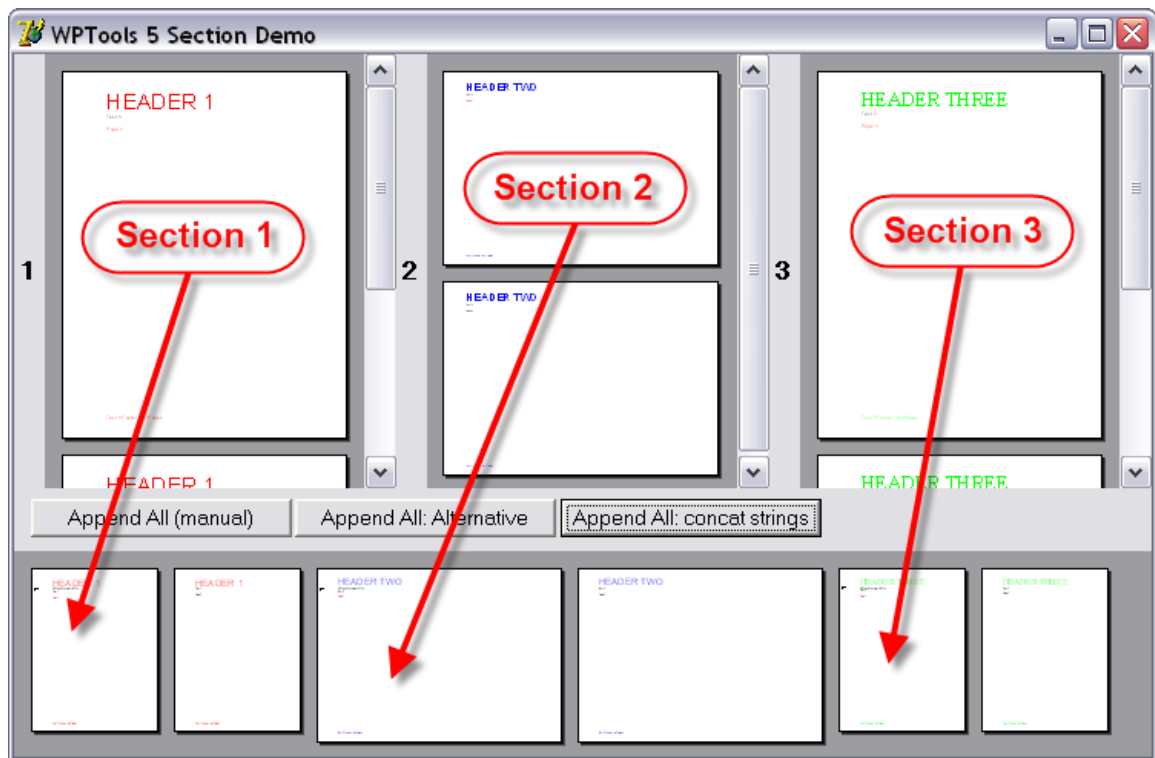 WPTools 5 Section Demo
HEADER 1
HEADER TWO
HEADER THREE
Section 1
Section 2
Section 3
1
2
3
HEADER TWO
HEADER 1
HEADER THREE
Append All (manual)
Append All: Alternative
Append All: concat strings
HEADER 1
HEADER 1
HEADER TWO
HEADER TWO
HEADER THREE
HEADER THREE